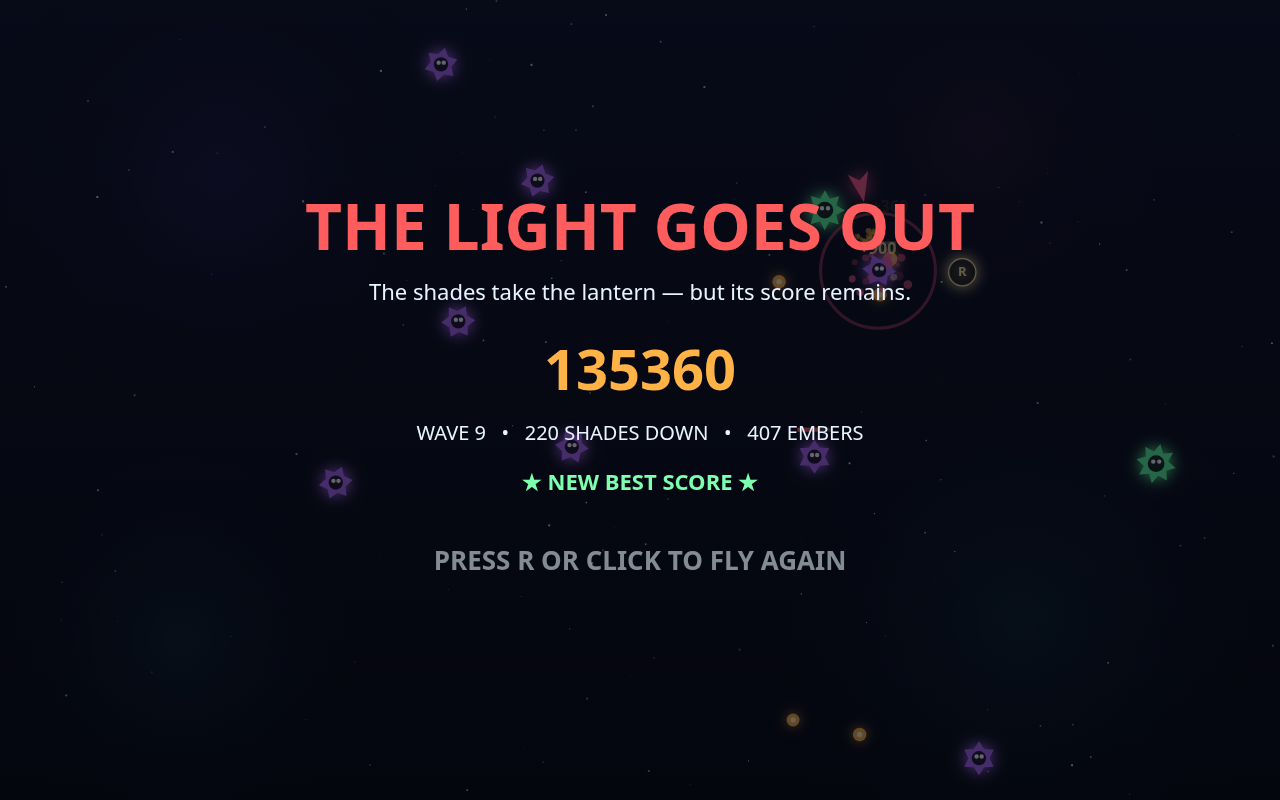 THE LIGHT GOES OUT
R
The shades take the lantern — but its score remains.
135360
WAVE 9 • 220 SHADES DOWN • 407 EMBERS
★ NEW BEST SCORE ★
PRESS R OR CLICK TO FLY AGAIN